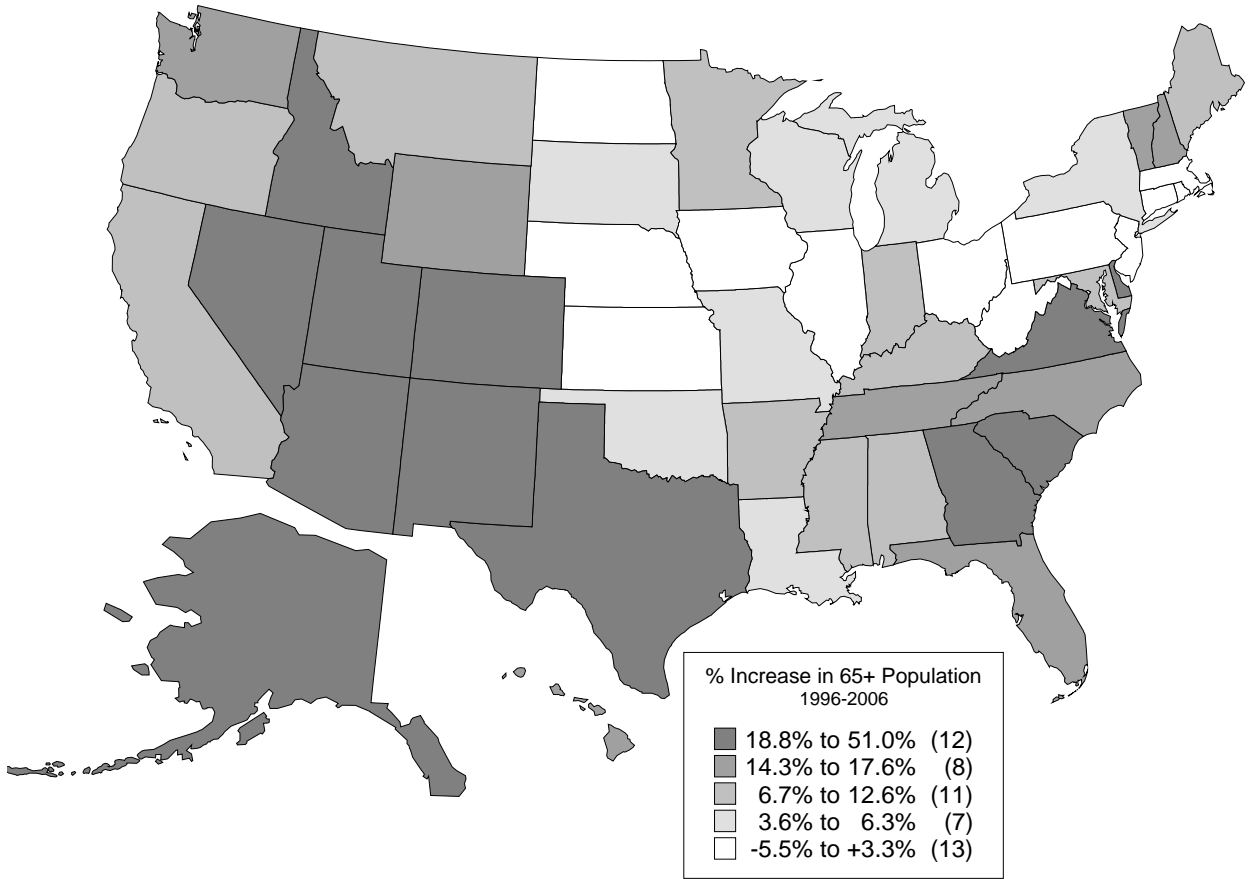 % Increase in 65+ Population
1996-2006
18.8% to 51.0% (12)
14.3% to 17.6% (8)
6.7% to 12.6% (11)
3.6% to 6.3% (7)
-5.5% to +3.3% (13)